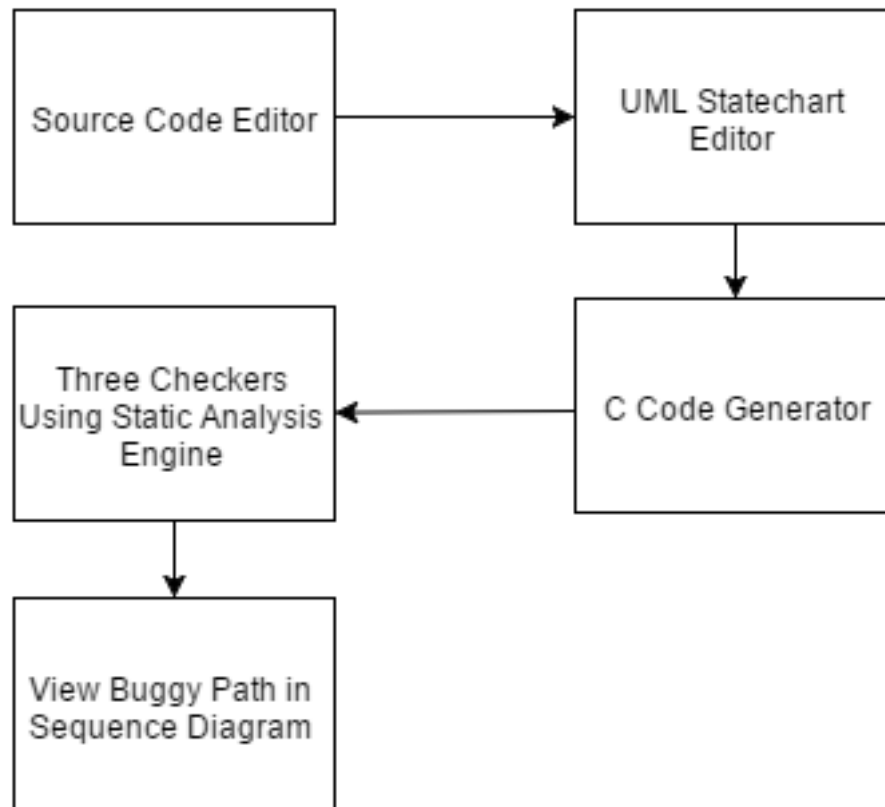 Source Code Editor
UML Statechart
Editor
Three Checkers
Using Static Analysis
Engine
C Code Generator
View Buggy Path in
Sequence Diagram